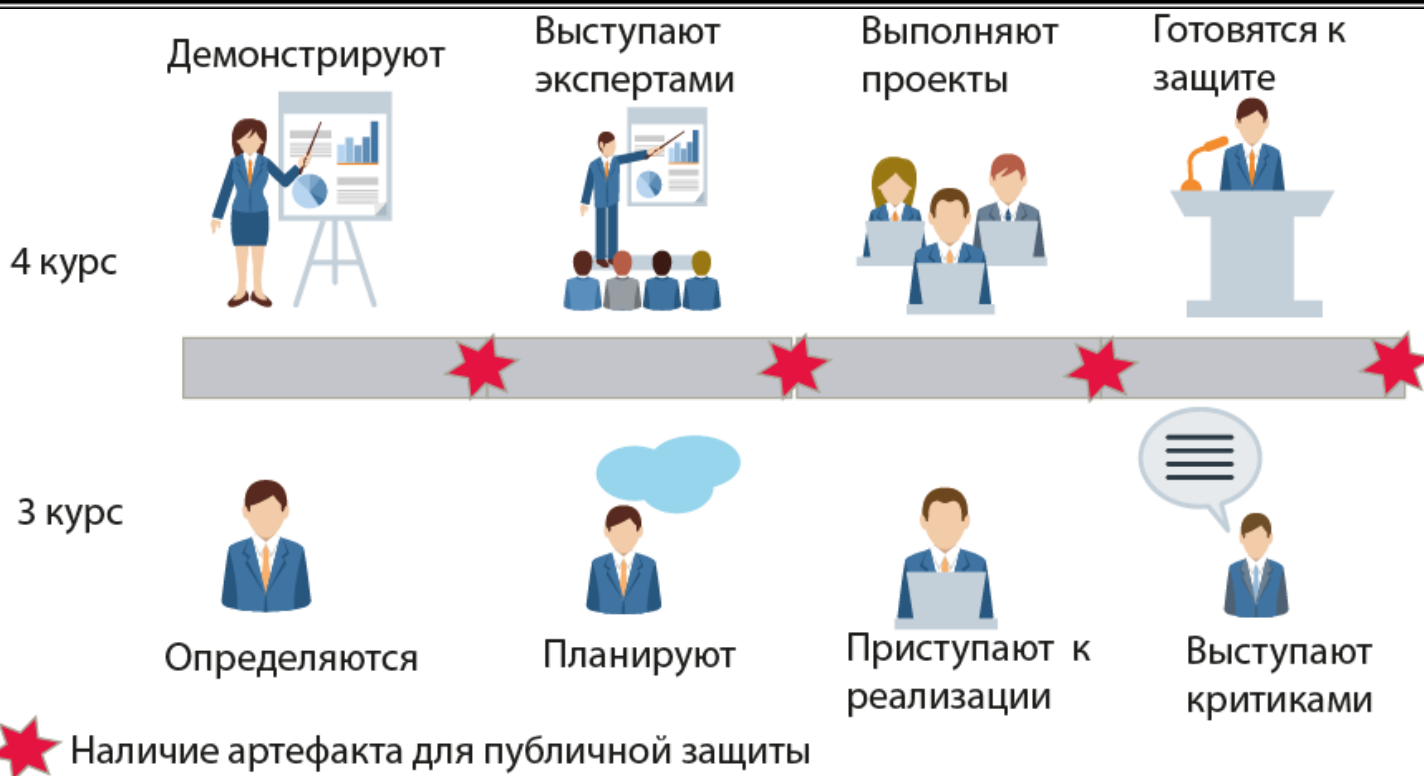 Демонстрируют
Выступают
экспертами
Выполняют
проекты
Готовятся к
защите
4 курс
3 курс
Определяются
Планируют
Приступают к
реализации
Выступают
критиками
Наличие артефакта для публичной защиты